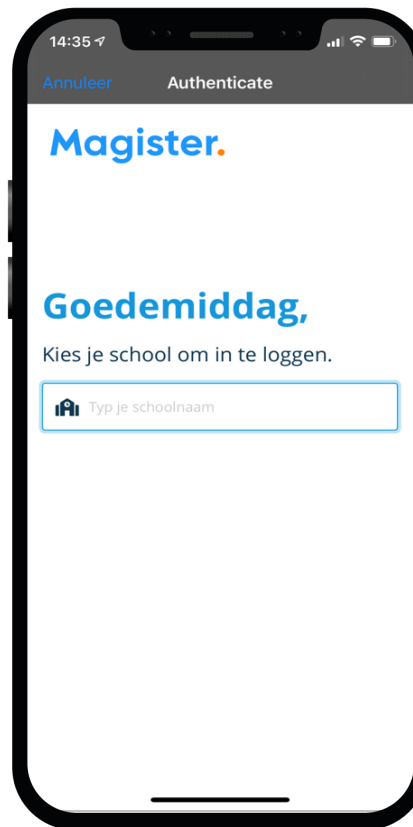 14:35
Annuleer Authenticate
Magister.
Goedemiddag,
Kies je school om in te loggen.
Typ je schoolnaam